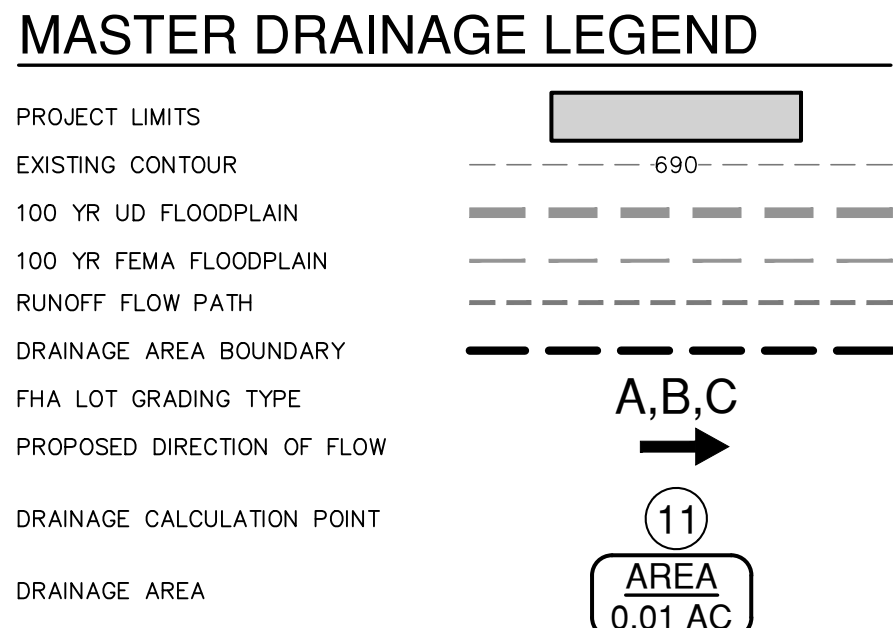 MASTER DRAINAGE LEGEND
PROJECT LIMITS
EXISTING CONTOUR 690
100 YR UD FLOODPLAIN
100 YR FEMA FLOODPLAIN
RUNOFF FLOW PATH
DRAINAGE AREA BOUNDARY
FHA LOT GRADING TYPE A,B,C
PROPOSED DIRECTION OF FLOW
DRAINAGE CALCULATION POINT 11
DRAINAGE AREA
AREA
0.01 AC